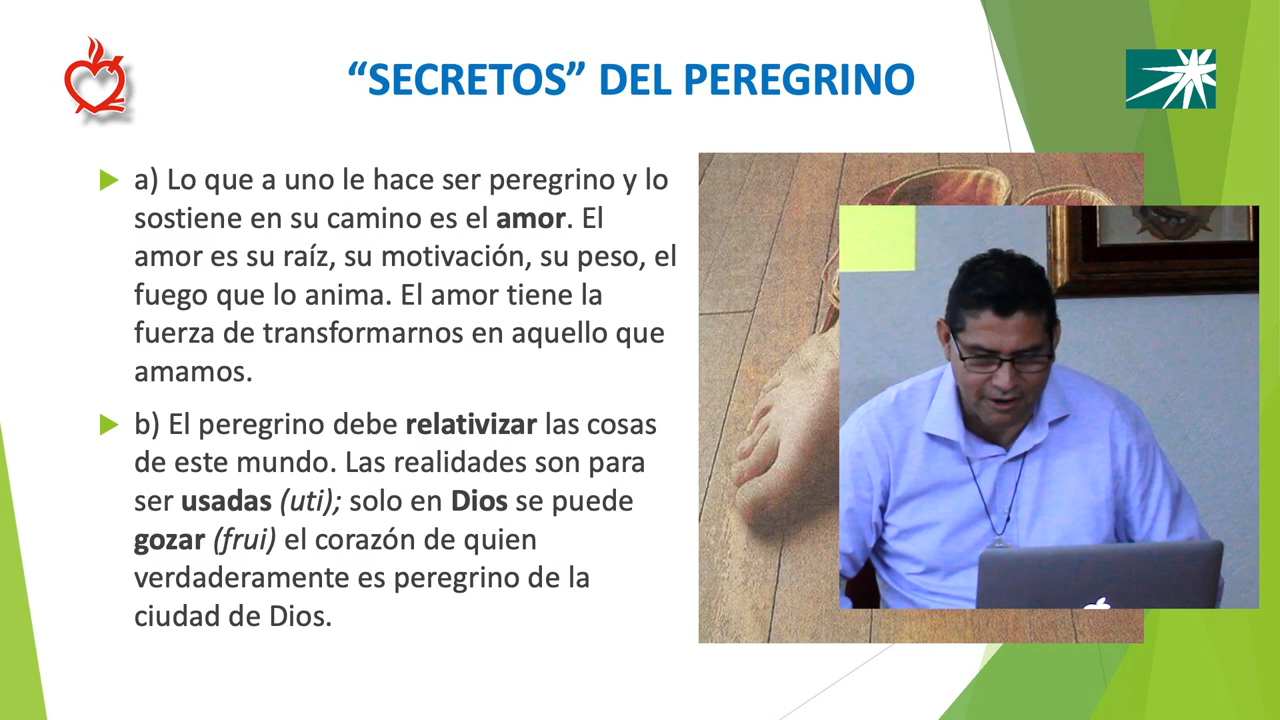 “SECRETOS” DEL PEREGRINO
a) Lo que a uno le hace ser peregrino y lo
sostiene en su camino es el amor. El
amor es su raíz, su motivación, su peso, el
fuego que lo anima. El amor tiene la
fuerza de transformarnos en aquello que
amamos.
b) El peregrino debe relativizar las cosas
de este mundo. Las realidades son para
ser usadas (uti); solo en Dios se puede
gozar (frui) el corazón de quien
verdaderamente es peregrino de la
ciudad de Dios.